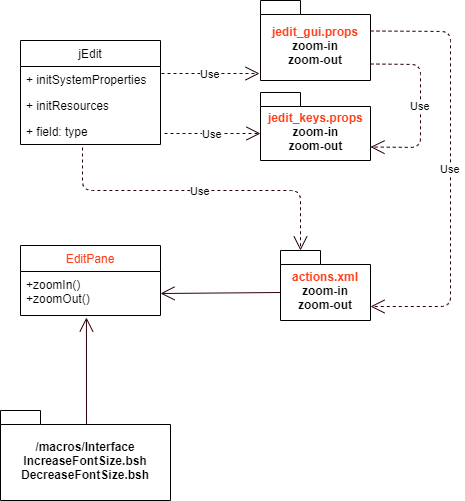 jedit_gui.props
zoom-in
zoom-out
jEdit
+ initSystemProperties
+ initResources
+ field: type
Use
Use
jedit_keys.props
zoom-in
zoom-out
Use
Use
Use
EditPane
+zoomIn()
+zoomOut()
actions.xml
zoom-in
zoom-out
/macros/Interface
IncreaseFontSize.bsh
DecreaseFontSize.bsh